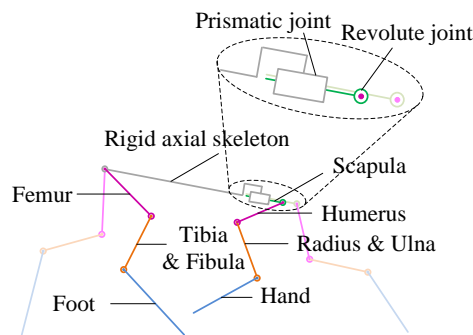 Prismatic joint
Revolute joint
Rigid axial skeleton
Scapula
Femur
Humerus
Tibia
& Fibula
Radius & Ulna
Foot
Hand